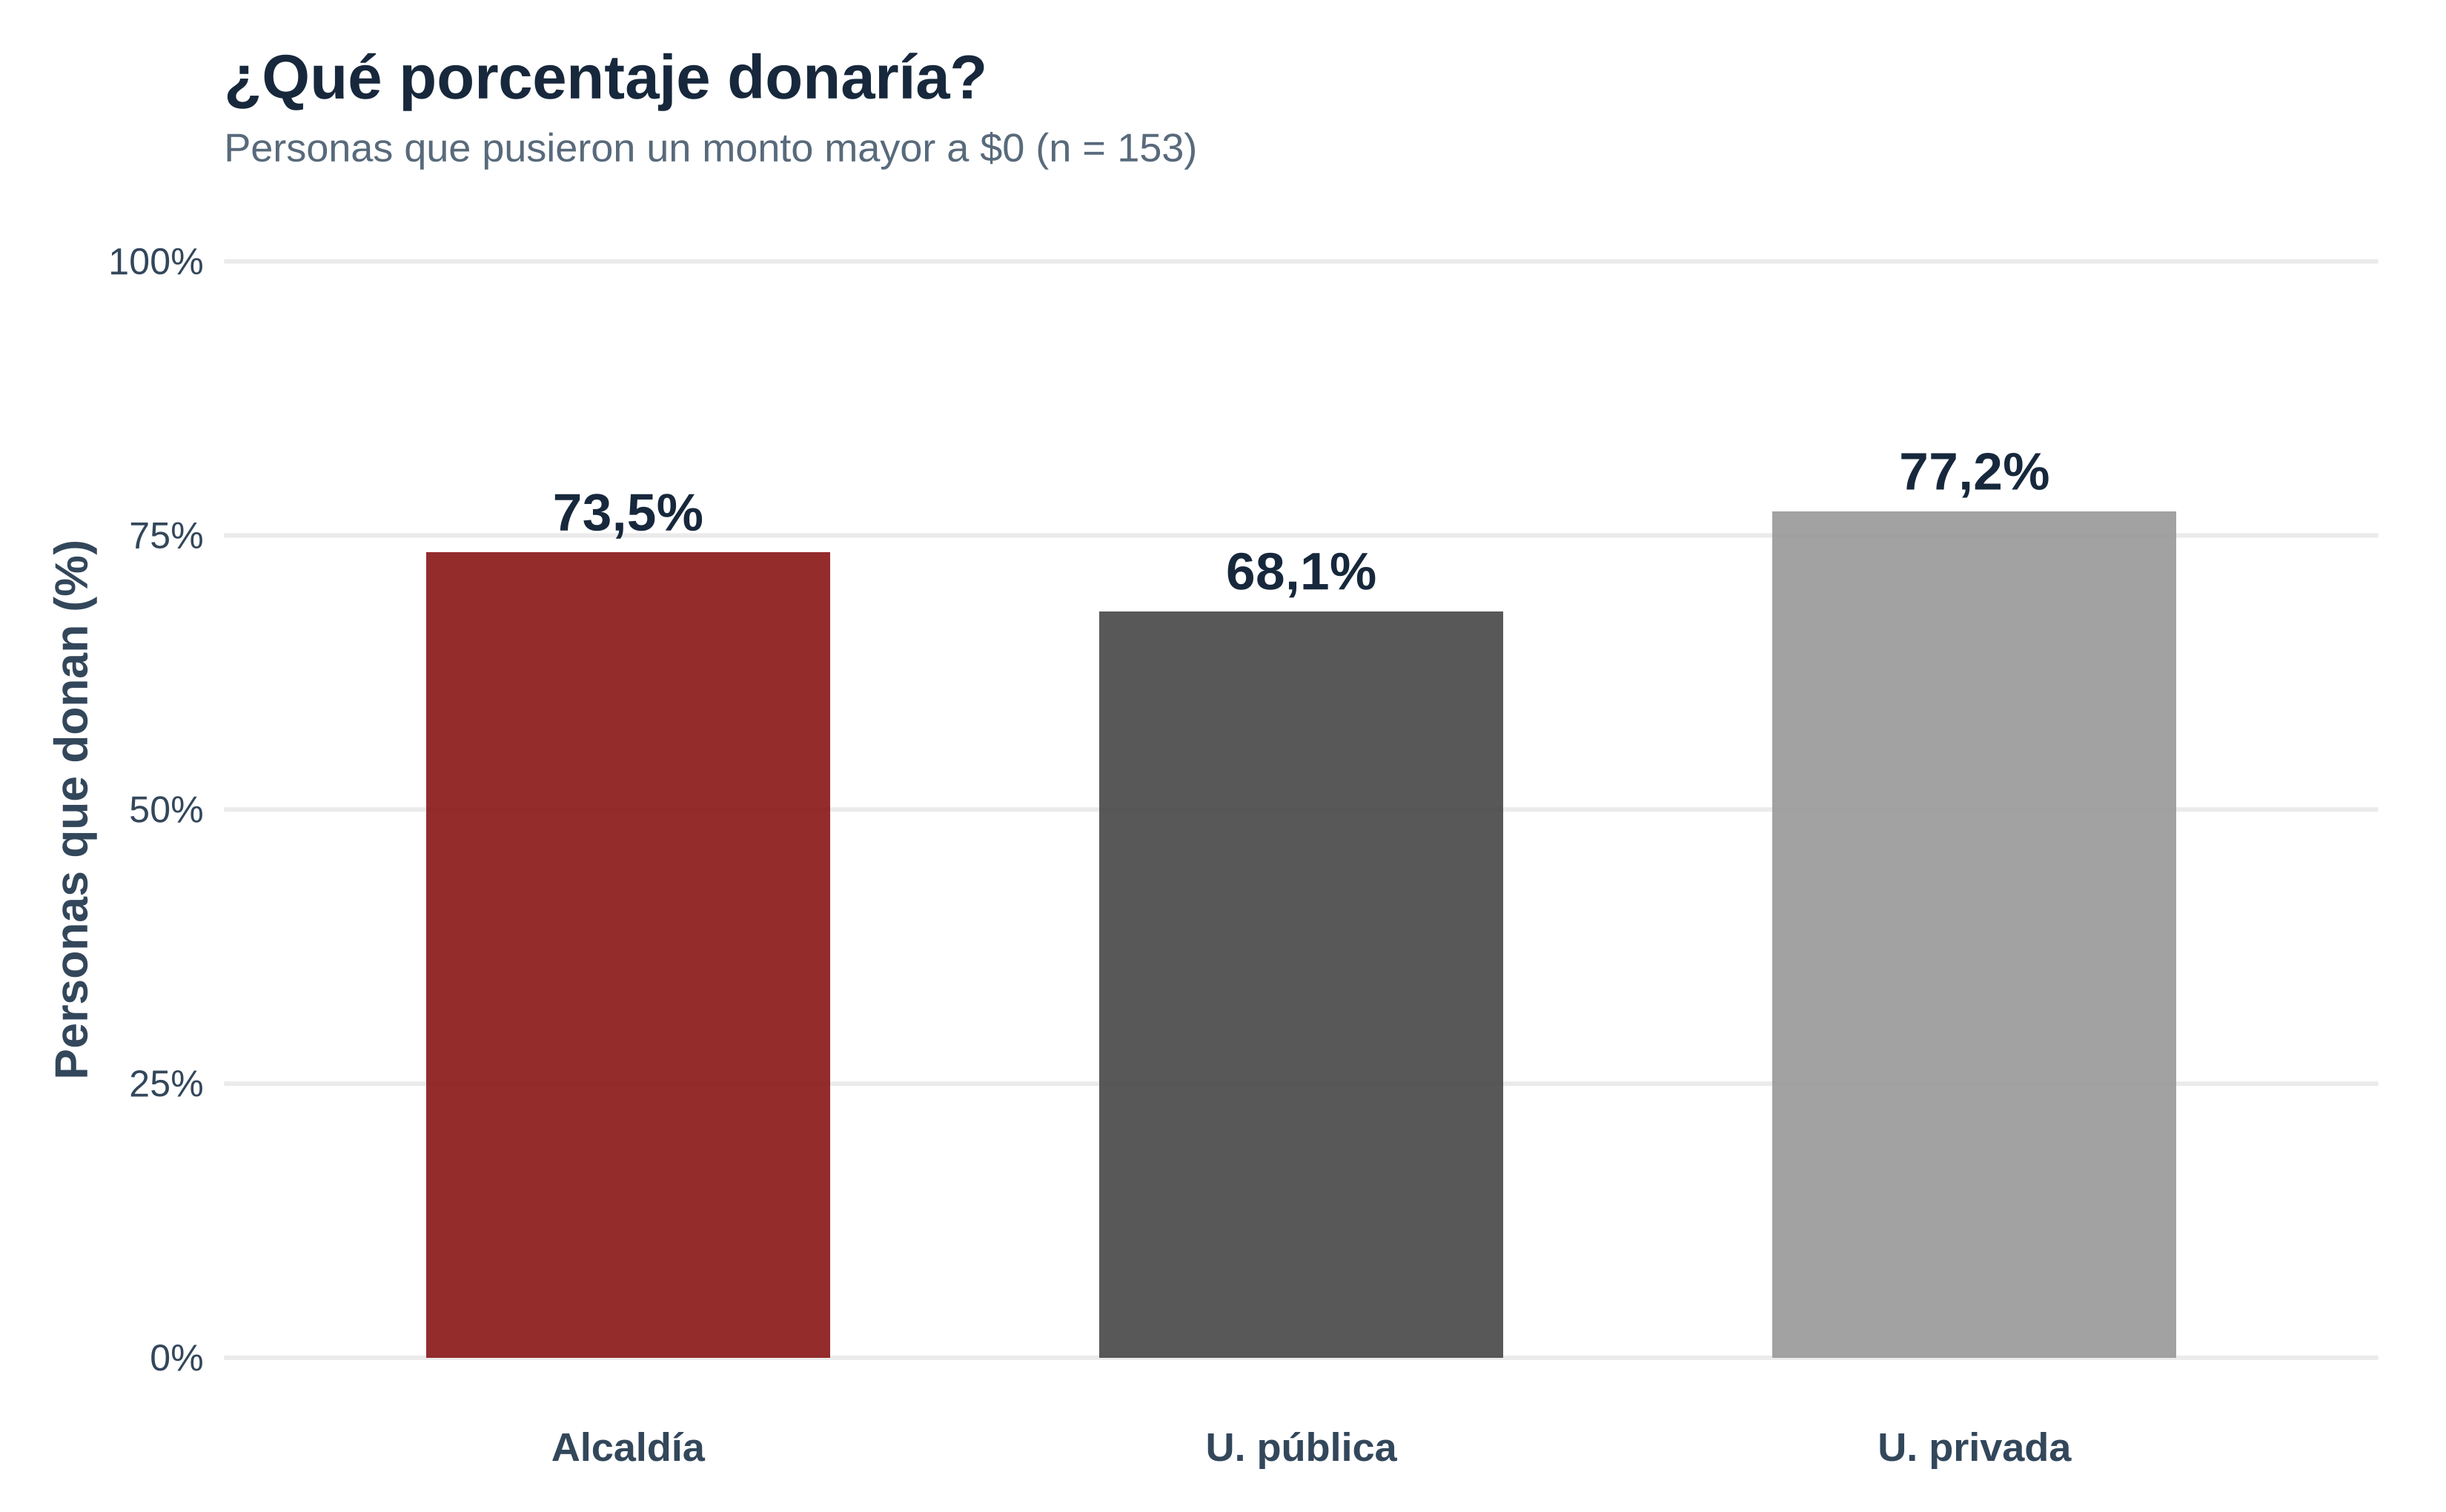 ¿Qué porcentaje donaría?
Personas que pusieron un monto mayor a $0 (n = 153)
Personas que donan (%)
100%
75%
50%
25%
0%
73,5%
68,1%
77,2%
Alcaldía
U. pública
U. privada